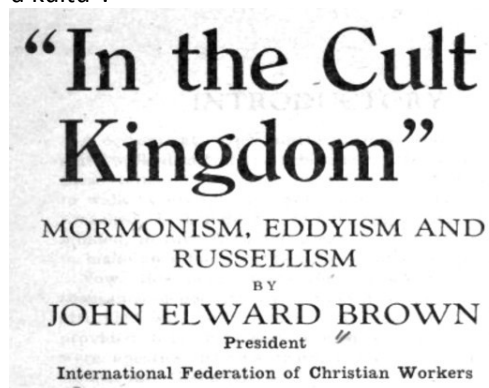 “In the Cult
Kingdom”
MORMONISM, EDDYISM AND
RUSSELLISM
BY
JOHN ELWARD BROWN
President
International Federation of Christian Workers